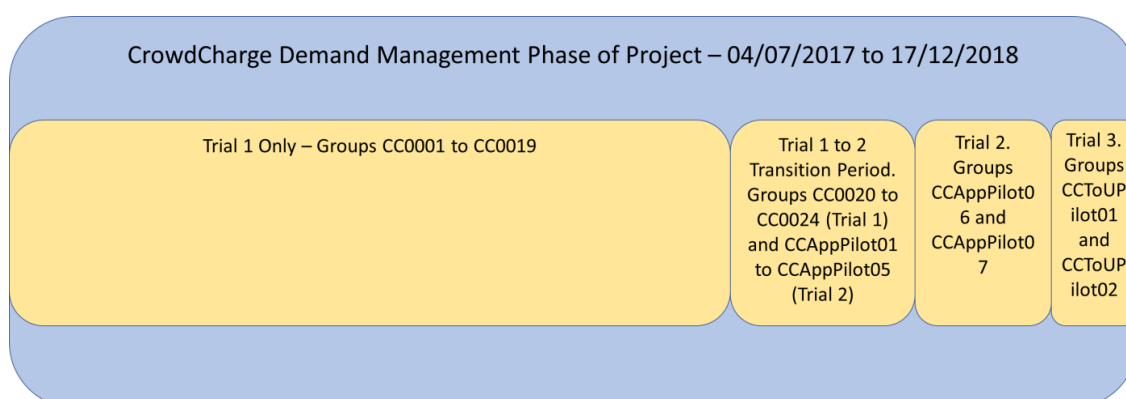 CrowdCharge Demand Management Phase of Project – 04/07/2017 to 17/12/2018
Trial 1 Only – Groups CC0001 to CC0019
Trial 1 to 2
Transition Period.
Groups CC0020 to
CC0024 (Trial 1)
and CCAppPilot01
to CCAppPilot05
(Trial 2)
Trial 2.
Groups
CCAppPilot0
6 and
CCAppPilot0
7
Trial 3.
Groups
CCToUP
ilot01
and
CCToUP
ilot02